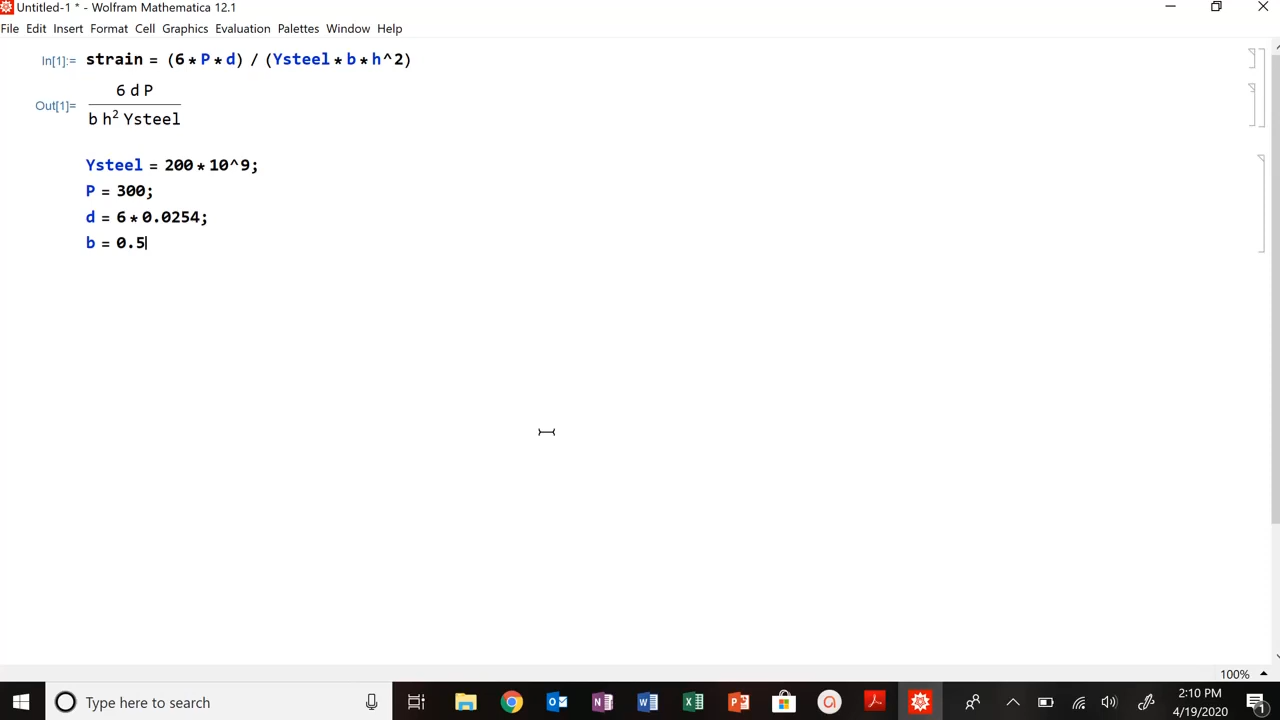 Untitled-1 * - Wolfram Mathematica 12.1
File Edit Insert Format Cell Graphics Evaluation Palettes Window Help
In[1]:= strain = (6*P*d) / (Ysteel*b*h^2)
6 d P
Out[1]=
b h² Ysteel
Ysteel = 200*10^9;
P = 300;
d = 6*0.0254;
b = 0.5
100%
Type here to search
2:10 PM
4/19/2020
1